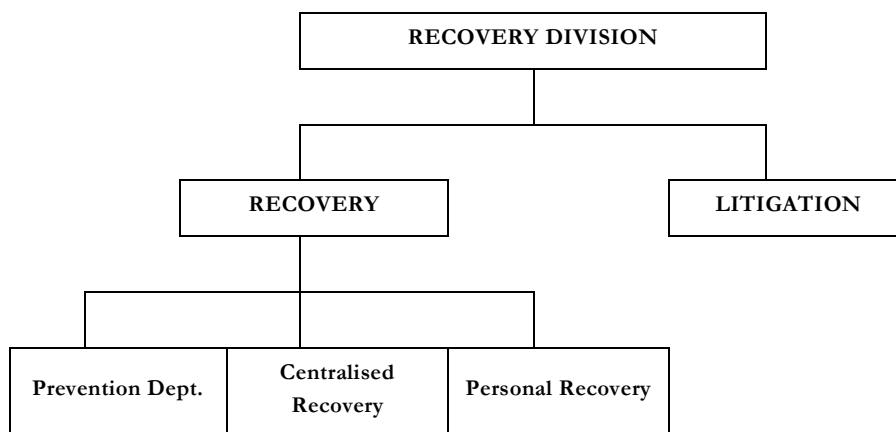 RECOVERY DIVISION
RECOVERY
LITIGATION
Prevention Dept.
Centralised
Recovery
Personal Recovery